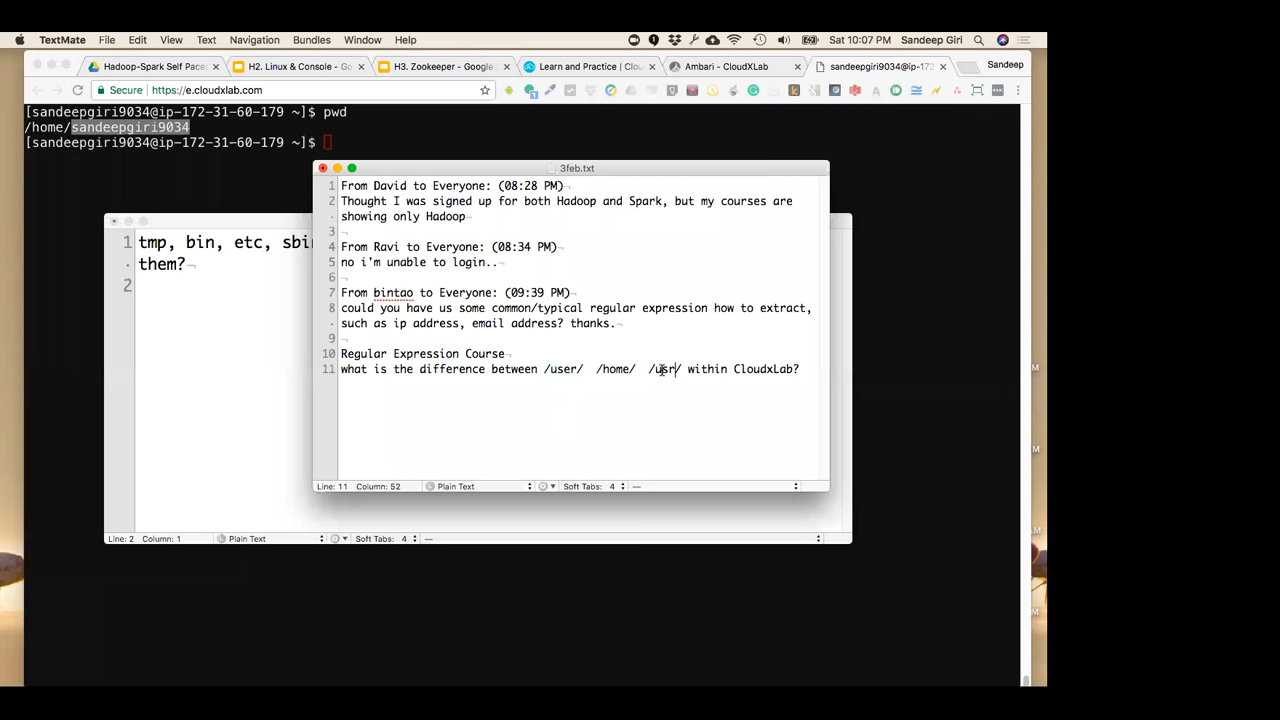 TextMate File Edit View Text Navigation Bundles Window Help Sat 10:07 PM Sandeep Giri
Hadoop-Spark Self Pace H2. Linux & Console - Go H3. Zookeeper - Google Learn and Practice | Clou Ambari - CloudXLab sandeepgiri9034@ip-172 Sandeep
Secure https://e.cloudxlab.com
[sandeepgiri9034@ip-172-31-60-179 ~]$ pwd
/home/sandeepgiri9034
[sandeepgiri9034@ip-172-31-60-179 ~]$
3feb.txt
1 From David to Everyone: (08:28 PM)
2 Thought I was signed up for both Hadoop and Spark, but my courses are
showing only Hadoop
3
4 From Ravi to Everyone: (08:34 PM)
5 no i'm unable to login..
6
7 From bintao to Everyone: (09:39 PM)
8 could you have us some common/typical regular expression how to extract,
such as ip address, email address? thanks.
9
10 Regular Expression Course
11 what is the difference between /user/ /home/ /usr/ within CloudxLab?
Line: 11 Column: 52 Plain Text Soft Tabs: 4 —
1 tmp, bin, etc, sbi
them?
2
Line: 2 Column: 1 Plain Text Soft Tabs: 4 —